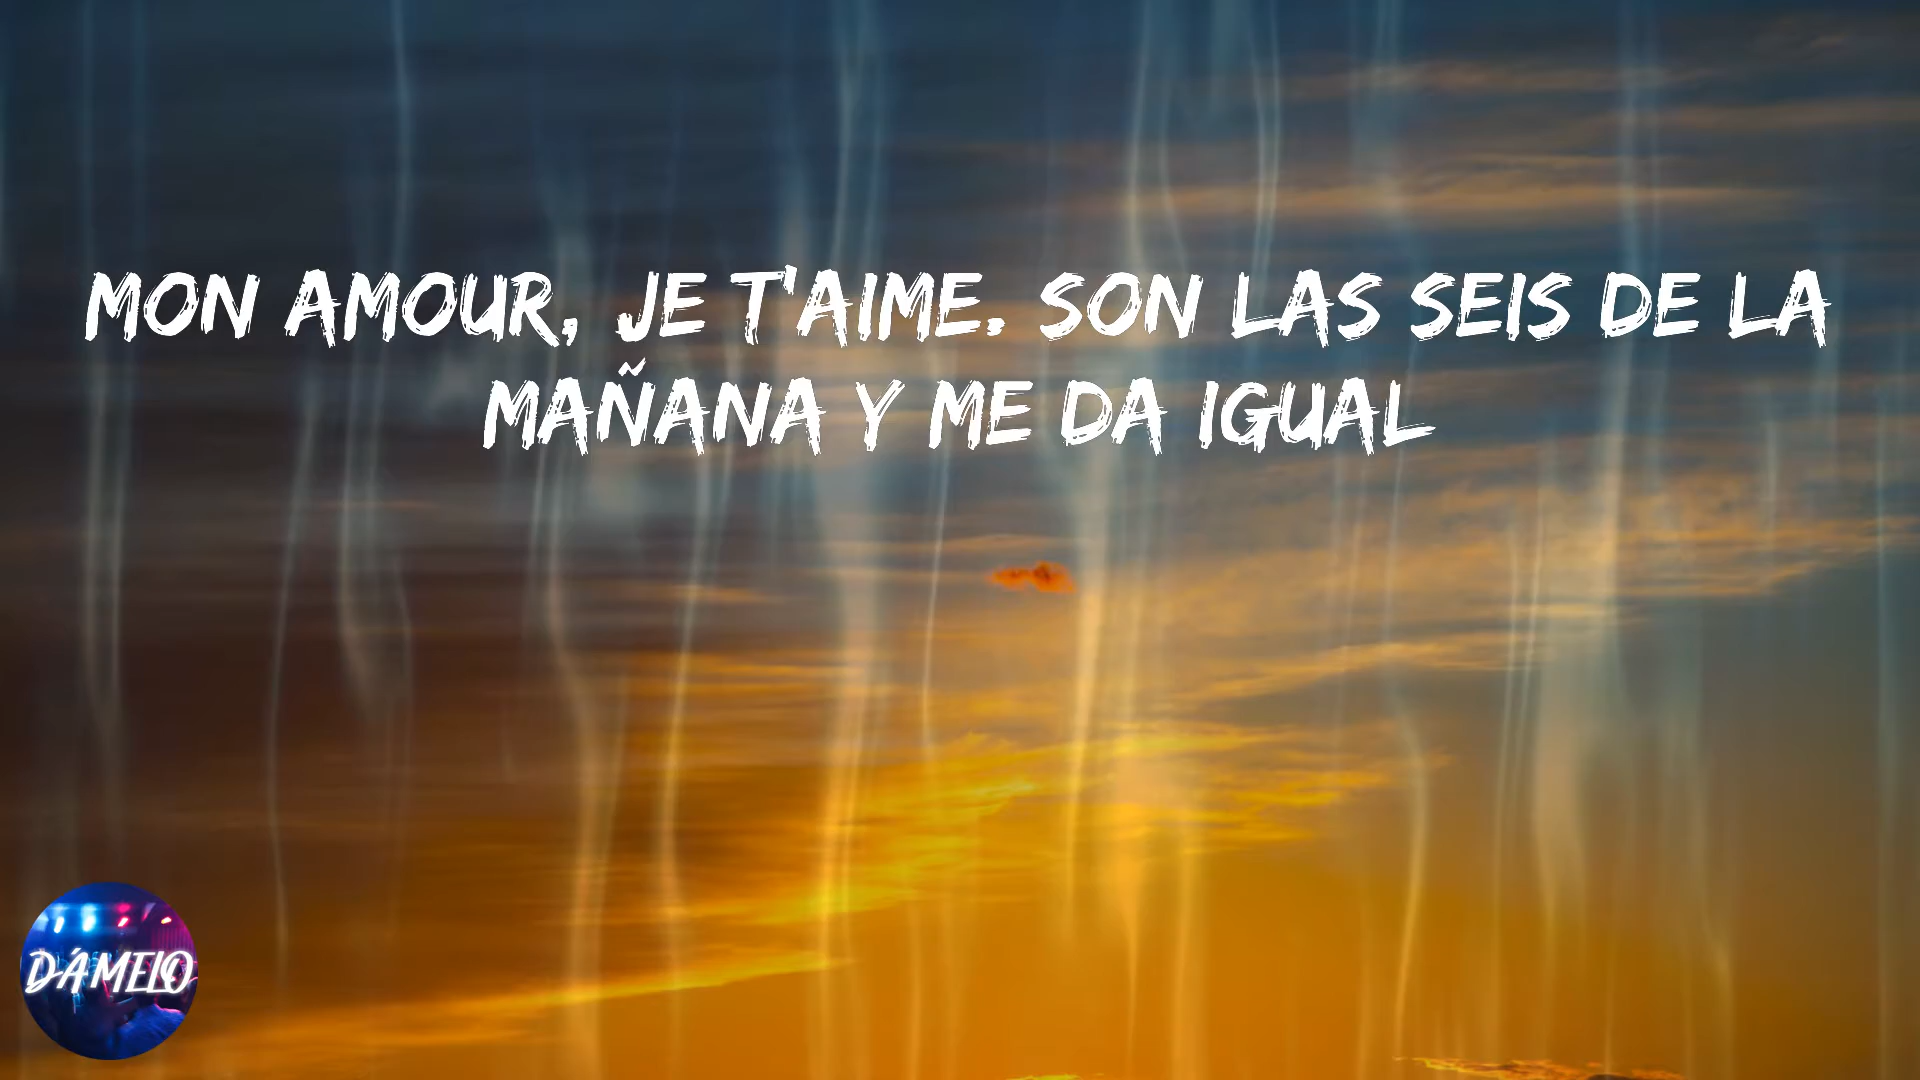 MON AMOUR, JE T'AIME. SON LAS SEIS DE LA
MAÑANA Y ME DA IGUAL
DÁMELO